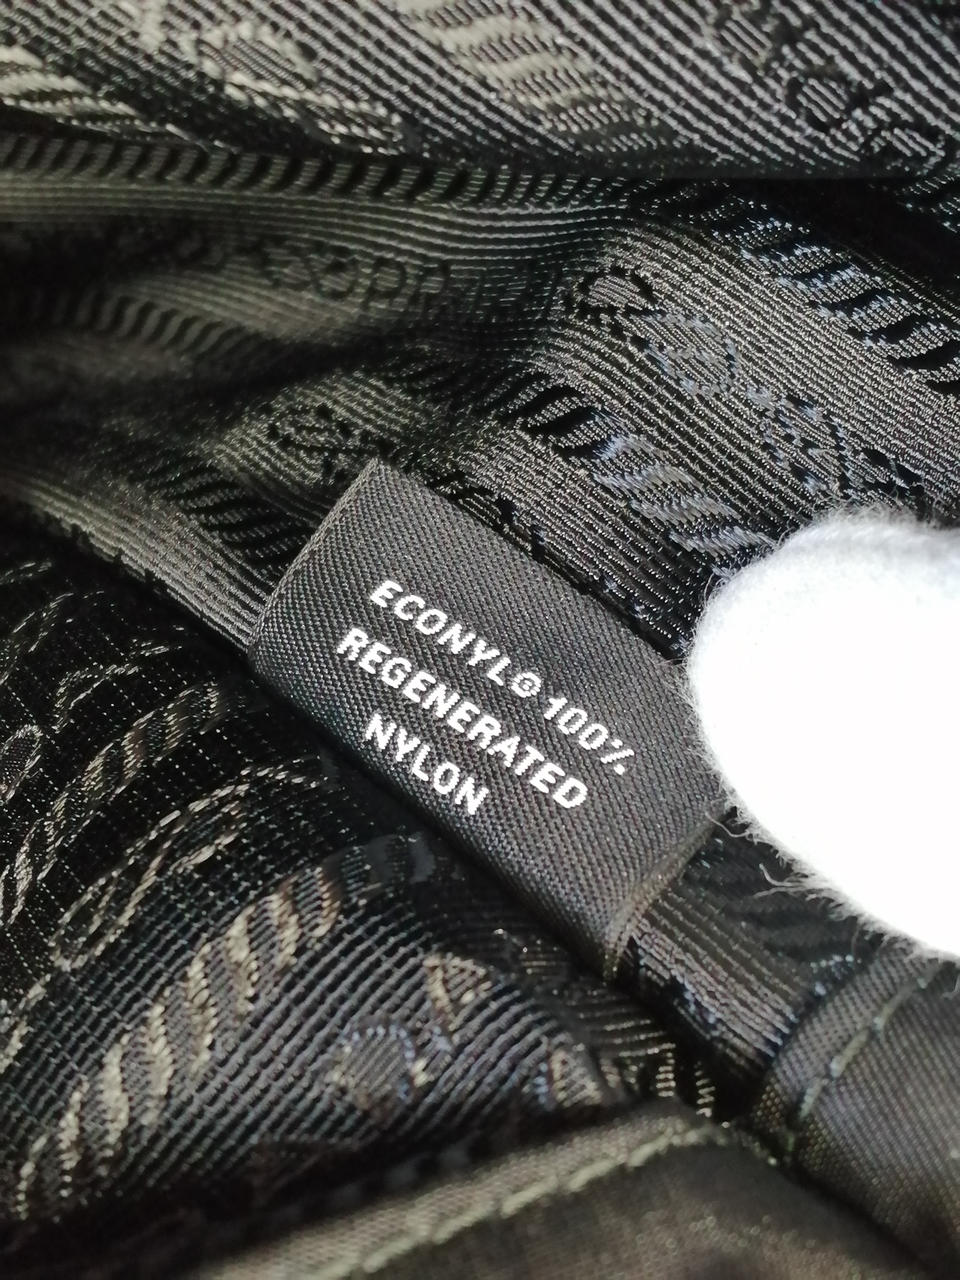 ECONYL® 100%
REGENERATED
NYLON